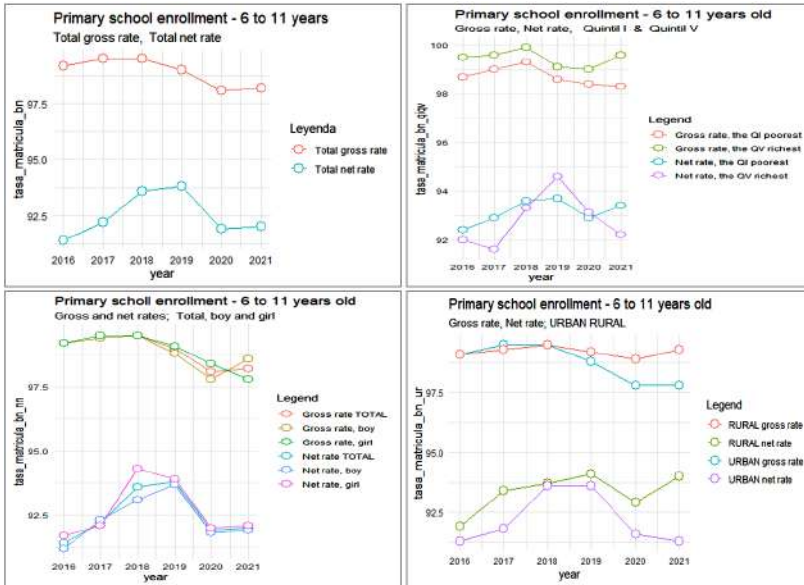 Primary school enrollment - 6 to 11 years
Total gross rate, Total net rate
tasa_matricula_bn
97.5
95.0
92.5
2016 2017 2018 2019 2020 2021
year
Leyenda
Total gross rate
Total net rate
Primary school enrollment - 6 to 11 years old
Gross rate, Net rate, Quintil I & Quintil V
tasa_matricula_bn_qiqv
100
98
96
94
92
2016 2017 2018 2019 2020 2021
year
Legend
Gross rate, the QI poorest
Gross rate, the QV richest
Net rate, the QI poorest
Net rate, the QV richest
Primary scholl enrollment - 6 to 11 years old
Gross and net rates; Total, boy and girl
tasa_matricula_bn_nn
97.5
95.0
92.5
2016 2017 2018 2019 2020 2021
year
Legend
Gross rate TOTAL
Gross rate, boy
Gross rate, girl
Net rate TOTAL
Net rate, boy
Net rate, girl
Primary school enrollment - 6 to 11 years old
Gross rate, Net rate; URBAN RURAL
tasa_matricula_bn_ur
97.5
95.0
92.5
2016 2017 2018 2019 2020 2021
year
Legend
RURAL gross rate
RURAL net rate
URBAN gross rate
URBAN net rate